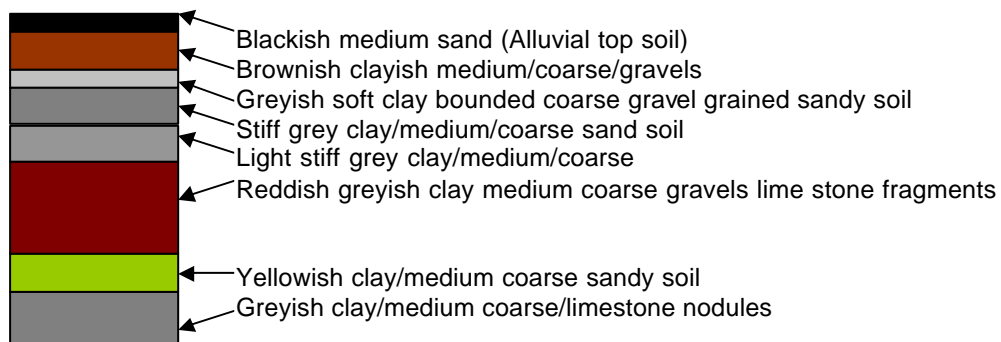 Blackish medium sand (Alluvial top soil)
Brownish clayish medium/coarse/gravels
Greyish soft clay bounded coarse gravel grained sandy soil
Stiff grey clay/medium/coarse sand soil
Light stiff grey clay/medium/coarse
Reddish greyish clay medium coarse gravels lime stone fragments
Yellowish clay/medium coarse sandy soil
Greyish clay/medium coarse/limestone nodules